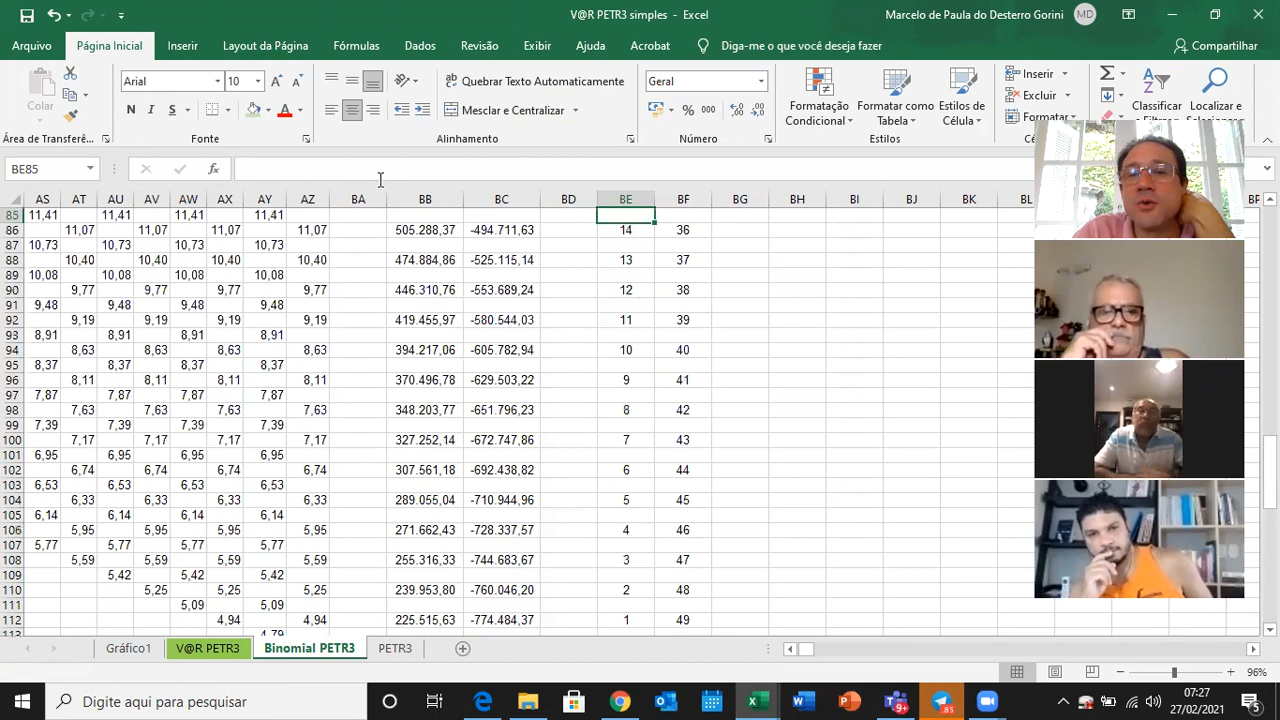 V@R PETR3 simples - Excel
Marcelo de Paula do Desterro Gorini MD
Arquivo Página Inicial Inserir Layout da Página Fórmulas Dados Revisão Exibir Ajuda Acrobat Diga-me o que você deseja fazer Compartilhar
Arial 10 Quebrar Texto Automaticamente Geral Inserir
Colar N I S Mesclar e Centralizar % 000 Formatação Condicional Formatar como Tabela Estilos de Célula Excluir Formatar Classificar Localizar e
Área de Transferê... Fonte Alinhamento Número Estilos
BE85 fx
AS AT AU AV AW AX AY AZ BA BB BC BD BE BF BG BH BI BJ BK BL BP
85 11,41 11,41 11,41 11,41
86 11,07 11,07 11,07 11,07 505.288,37 -494.711,63 14 36
87 10,73 10,73 10,73 10,73
88 10,40 10,40 10,40 10,40 474.884,86 -525.115,14 13 37
89 10,08 10,08 10,08 10,08
90 9,77 9,77 9,77 9,77 446.310,76 -553.689,24 12 38
91 9,48 9,48 9,48 9,48
92 9,19 9,19 9,19 9,19 419.455,97 -580.544,03 11 39
93 8,91 8,91 8,91 8,91
94 8,63 8,63 8,63 8,63 394.217,06 -605.782,94 10 40
95 8,37 8,37 8,37 8,37
96 8,11 8,11 8,11 8,11 370.496,78 -629.503,22 9 41
97 7,87 7,87 7,87 7,87
98 7,63 7,63 7,63 7,63 348.203,77 -651.796,23 8 42
99 7,39 7,39 7,39 7,39
100 7,17 7,17 7,17 7,17 327.252,14 -672.747,86 7 43
101 6,95 6,95 6,95 6,95
102 6,74 6,74 6,74 6,74 307.561,18 -692.438,82 6 44
103 6,53 6,53 6,53 6,53
104 6,33 6,33 6,33 6,33 289.055,04 -710.944,96 5 45
105 6,14 6,14 6,14 6,14
106 5,95 5,95 5,95 5,95 271.662,43 -728.337,57 4 46
107 5,77 5,77 5,77 5,77
108 5,59 5,59 5,59 5,59 255.316,33 -744.683,67 3 47
109 5,42 5,42 5,42
110 5,25 5,25 5,25 239.953,80 -760.046,20 2 48
111 5,09 5,09
112 4,94 4,94 225.515,63 -774.484,37 1 49
113 4,79
Gráfico1 V@R PETR3 Binomial PETR3 PETR3
96%
Digite aqui para pesquisar 07:27
27/02/2021